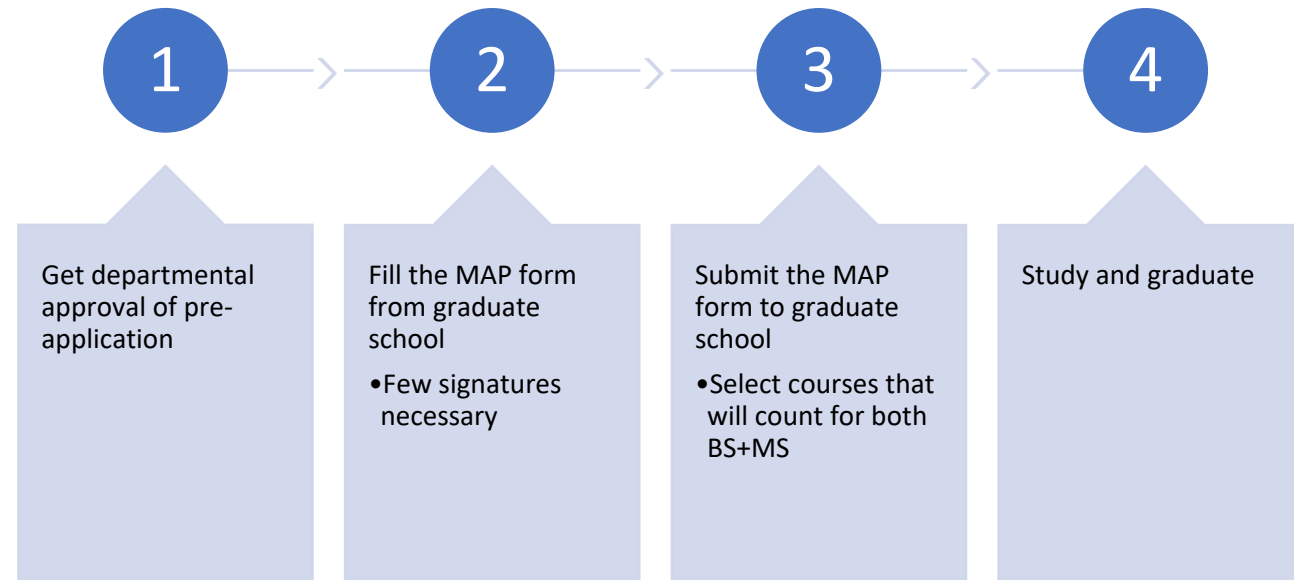 1
2
3
4
Get departmental
approval of pre-
application
Fill the MAP form
from graduate
school
•Few signatures
necessary
Submit the MAP
form to graduate
school
•Select courses that
will count for both
BS+MS
Study and graduate